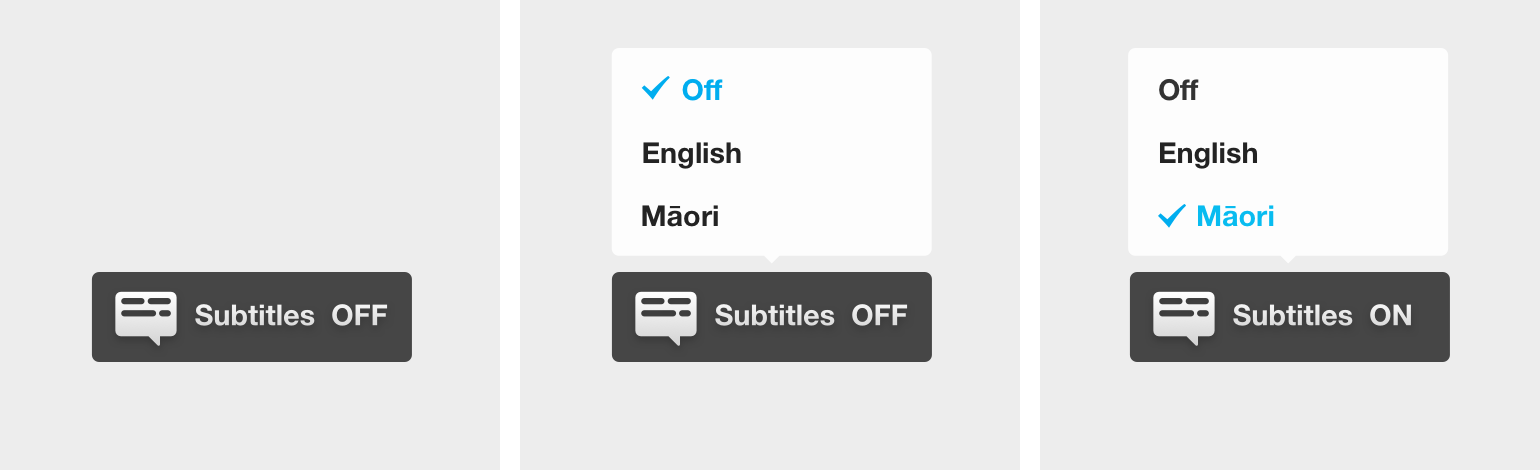 Subtitles OFF
Off
English
Māori
Subtitles OFF
Off
English
Māori
Subtitles ON